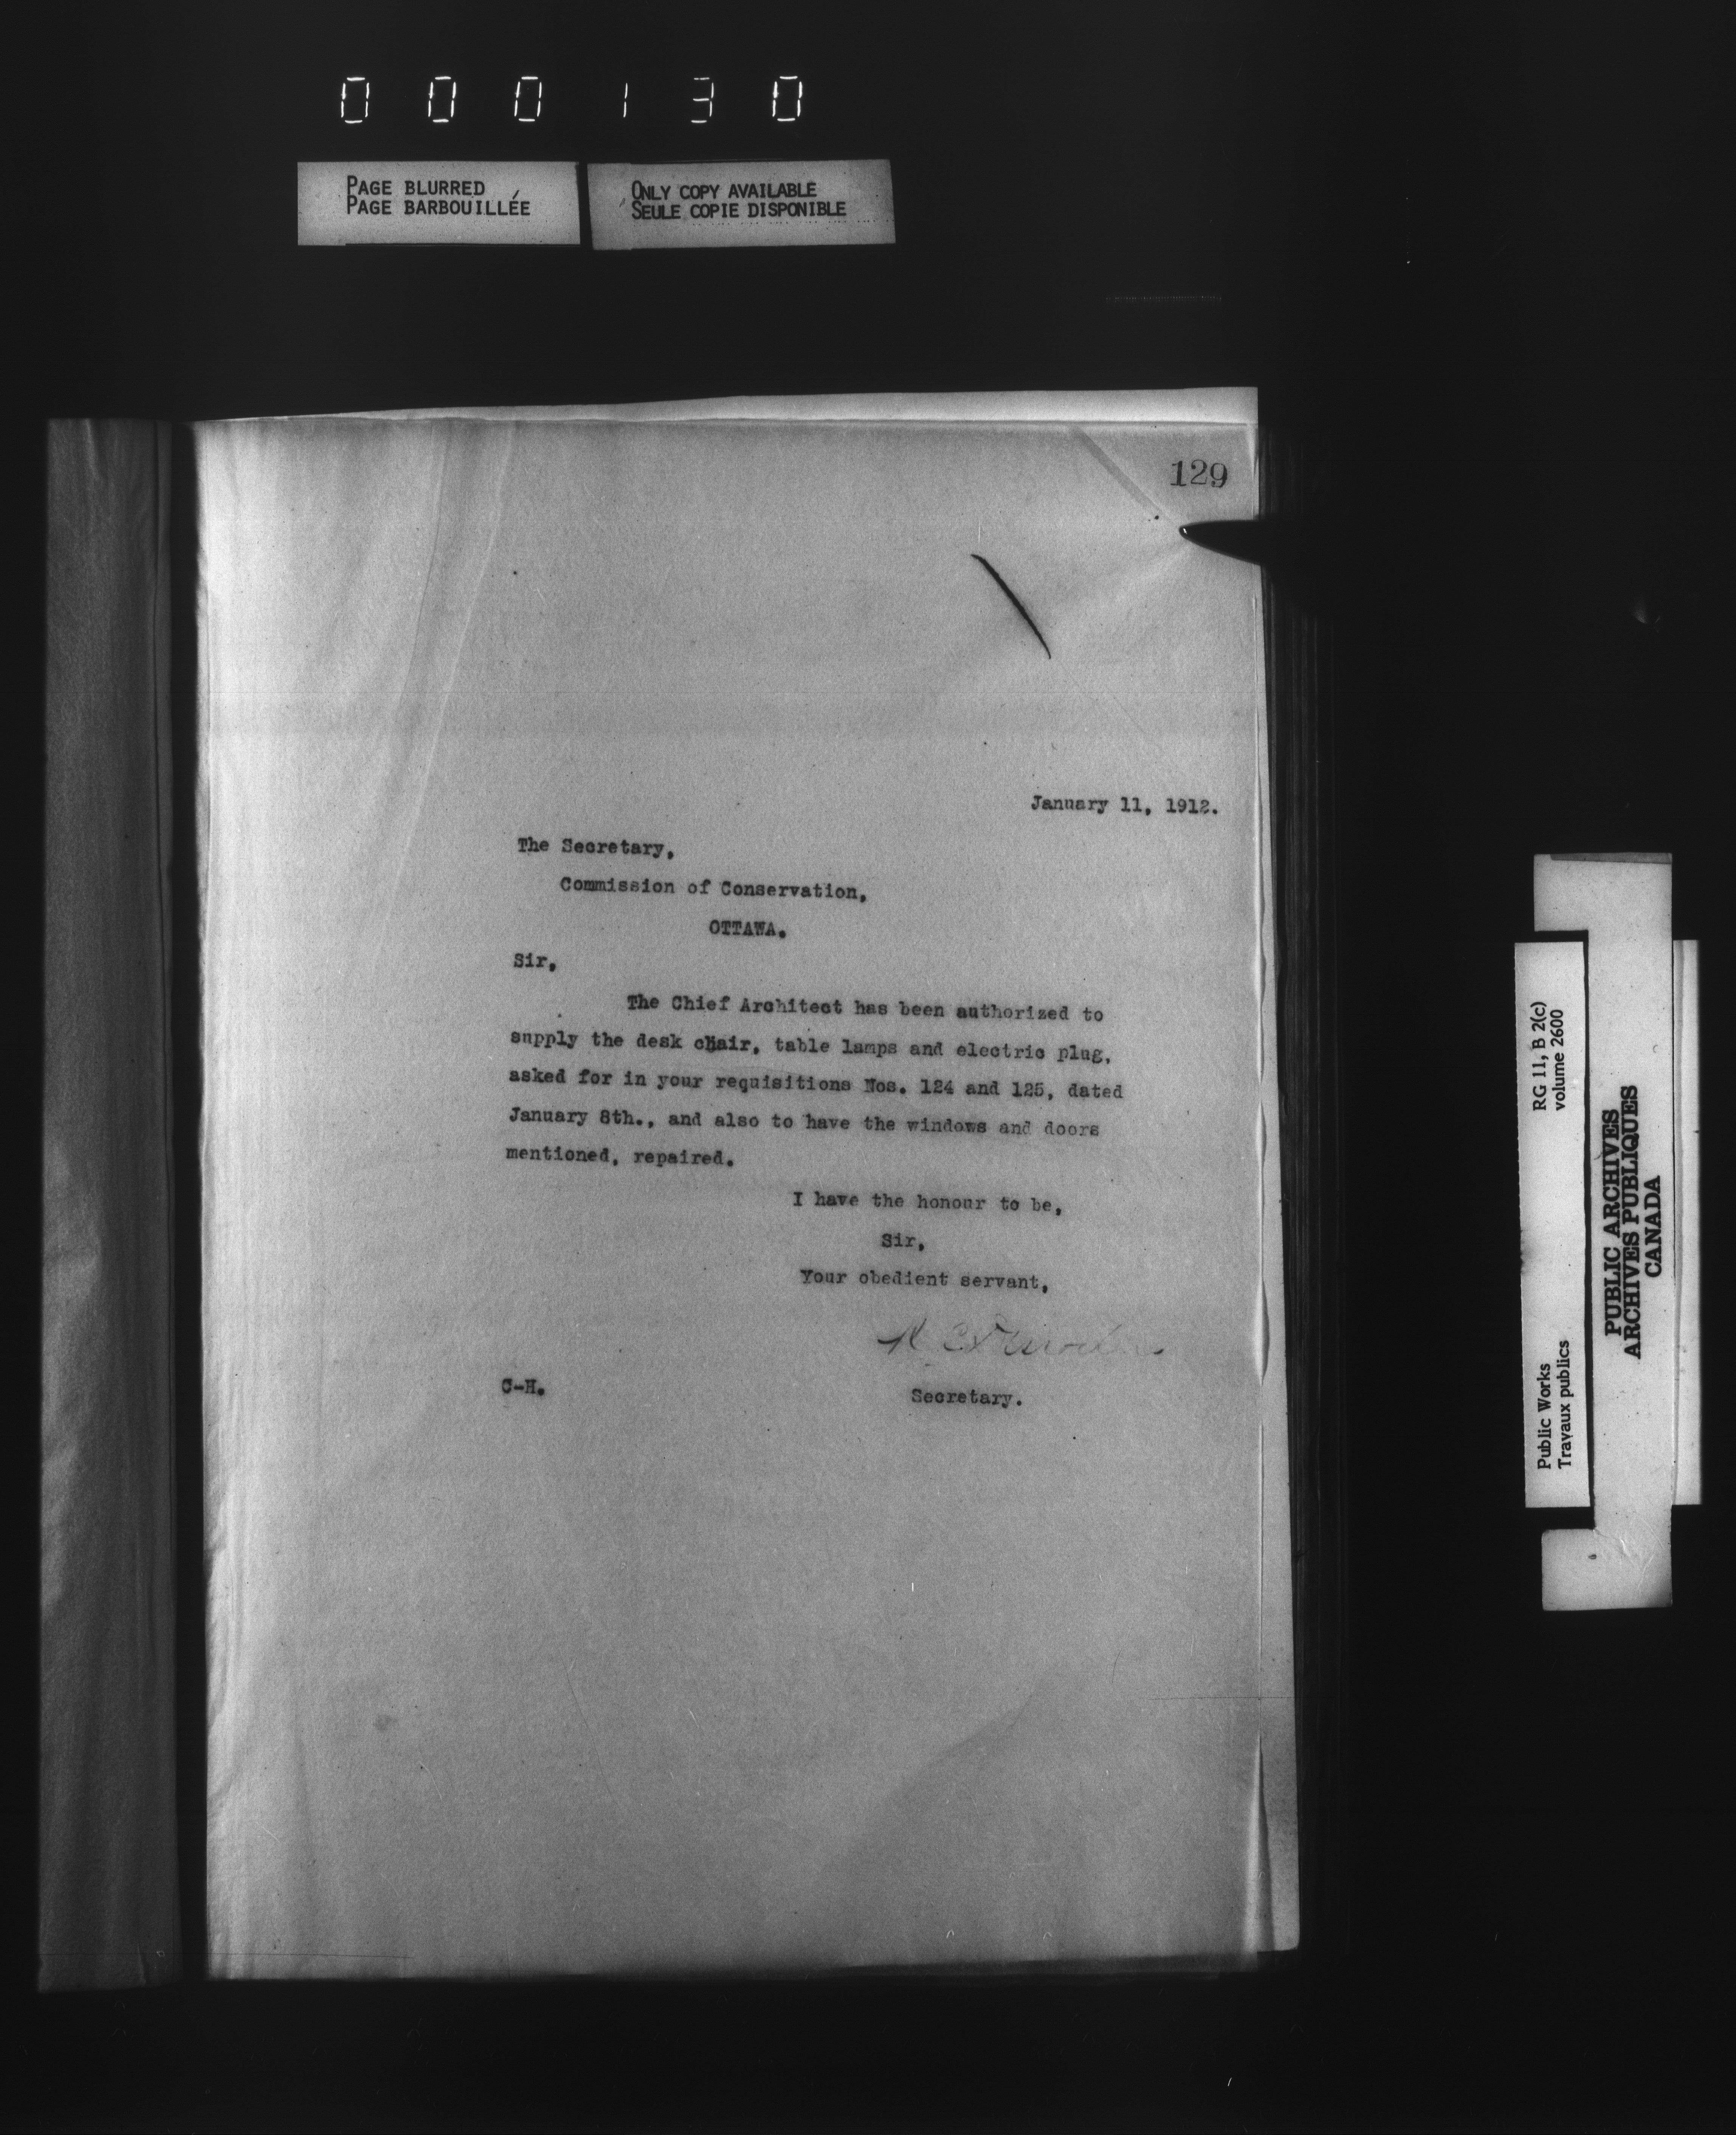 000130
PAGE BLURRED
PAGE BARBOUILLÉE
ONLY COPY AVAILABLE
SEULE COPIE DISPONIBLE
129
January 11, 1912.
The Secretary,
Commission of Conservation,
OTTAWA.
Sir,
The Chief Architect has been authorized to
supply the desk chair, table lamps and electric plug,
asked for in your requisitions Nos. 124 and 125, dated
January 8th., and also to have the windows and doors
mentioned, repaired.
I have the honour to be,
Sir,
Your obedient servant,
C-H.
Secretary.
RG 11, B 2(c)
volume 2600
Public Works
Travaux publics
PUBLIC ARCHIVES
ARCHIVES PUBLIQUES
CANADA